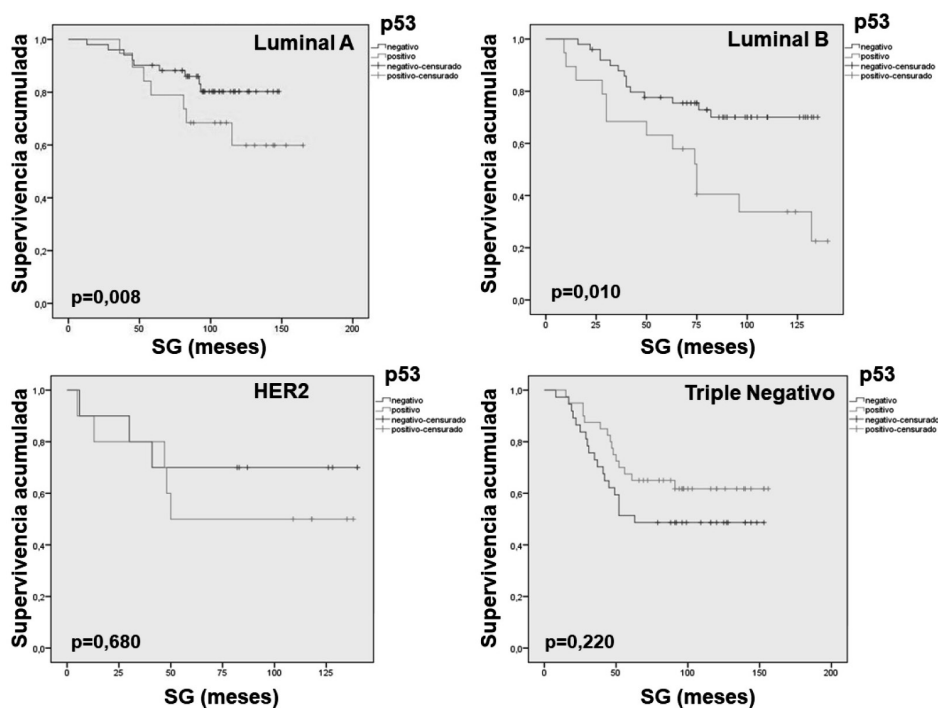 p53
Luminal A
negativo
positivo
negativo-censurado
positivo-censurado
Supervivencia acumulada
1,0
0,8
0,6
0,4
0,2
0,0
p=0,008
0 50 100 150 200
SG (meses)
p53
Luminal B
negativo
positivo
negativo-censurado
positivo-censurado
Supervivencia acumulada
1,0
0,8
0,6
0,4
0,2
0,0
p=0,010
0 25 50 75 100 125
SG (meses)
p53
HER2
negativo
positivo
negativo-censurado
positivo-censurado
Supervivencia acumulada
1,0
0,8
0,6
0,4
0,2
0,0
p=0,680
0 25 50 75 100 125
SG (meses)
p53
Triple Negativo
negativo
positivo
negativo-censurado
positivo-censurado
Supervivencia acumulada
1,0
0,8
0,6
0,4
0,2
0,0
p=0,220
0 50 100 150 200
SG (meses)